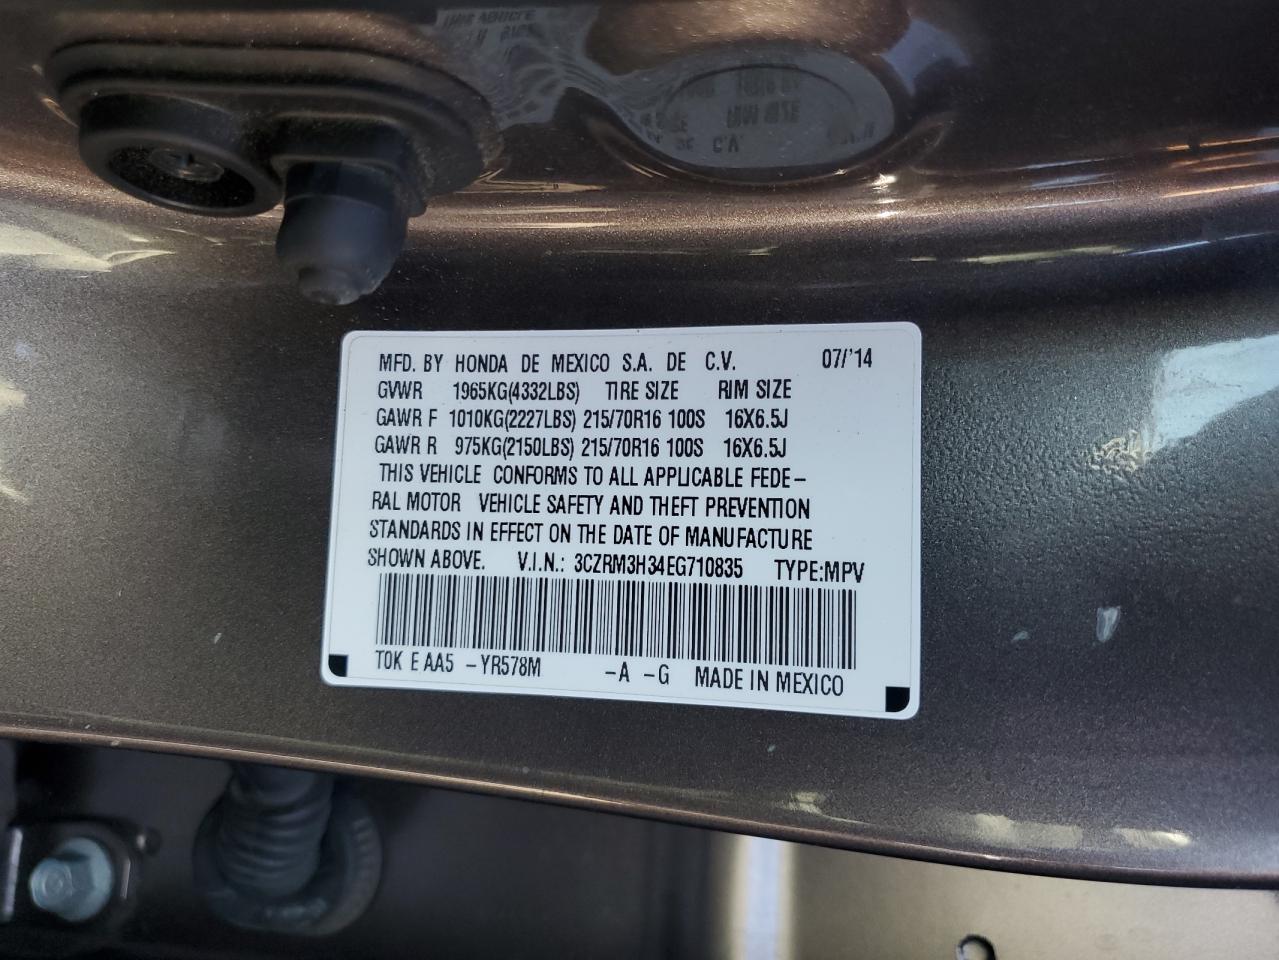 MFD. BY HONDA DE MEXICO S.A. DE C.V. 07/'14
GVWR 1965KG(4332LBS) TIRE SIZE RIM SIZE
GAWR F 1010KG(2227LBS) 215/70R16 100S 16X6.5J
GAWR R 975KG(2150LBS) 215/70R16 100S 16X6.5J
THIS VEHICLE CONFORMS TO ALL APPLICABLE FEDE-
RAL MOTOR VEHICLE SAFETY AND THEFT PREVENTION
STANDARDS IN EFFECT ON THE DATE OF MANUFACTURE
SHOWN ABOVE. V.I.N.: 3CZRM3H34EG710835 TYPE:MPV
T0K E AA5 -YR578M -A -G MADE IN MEXICO